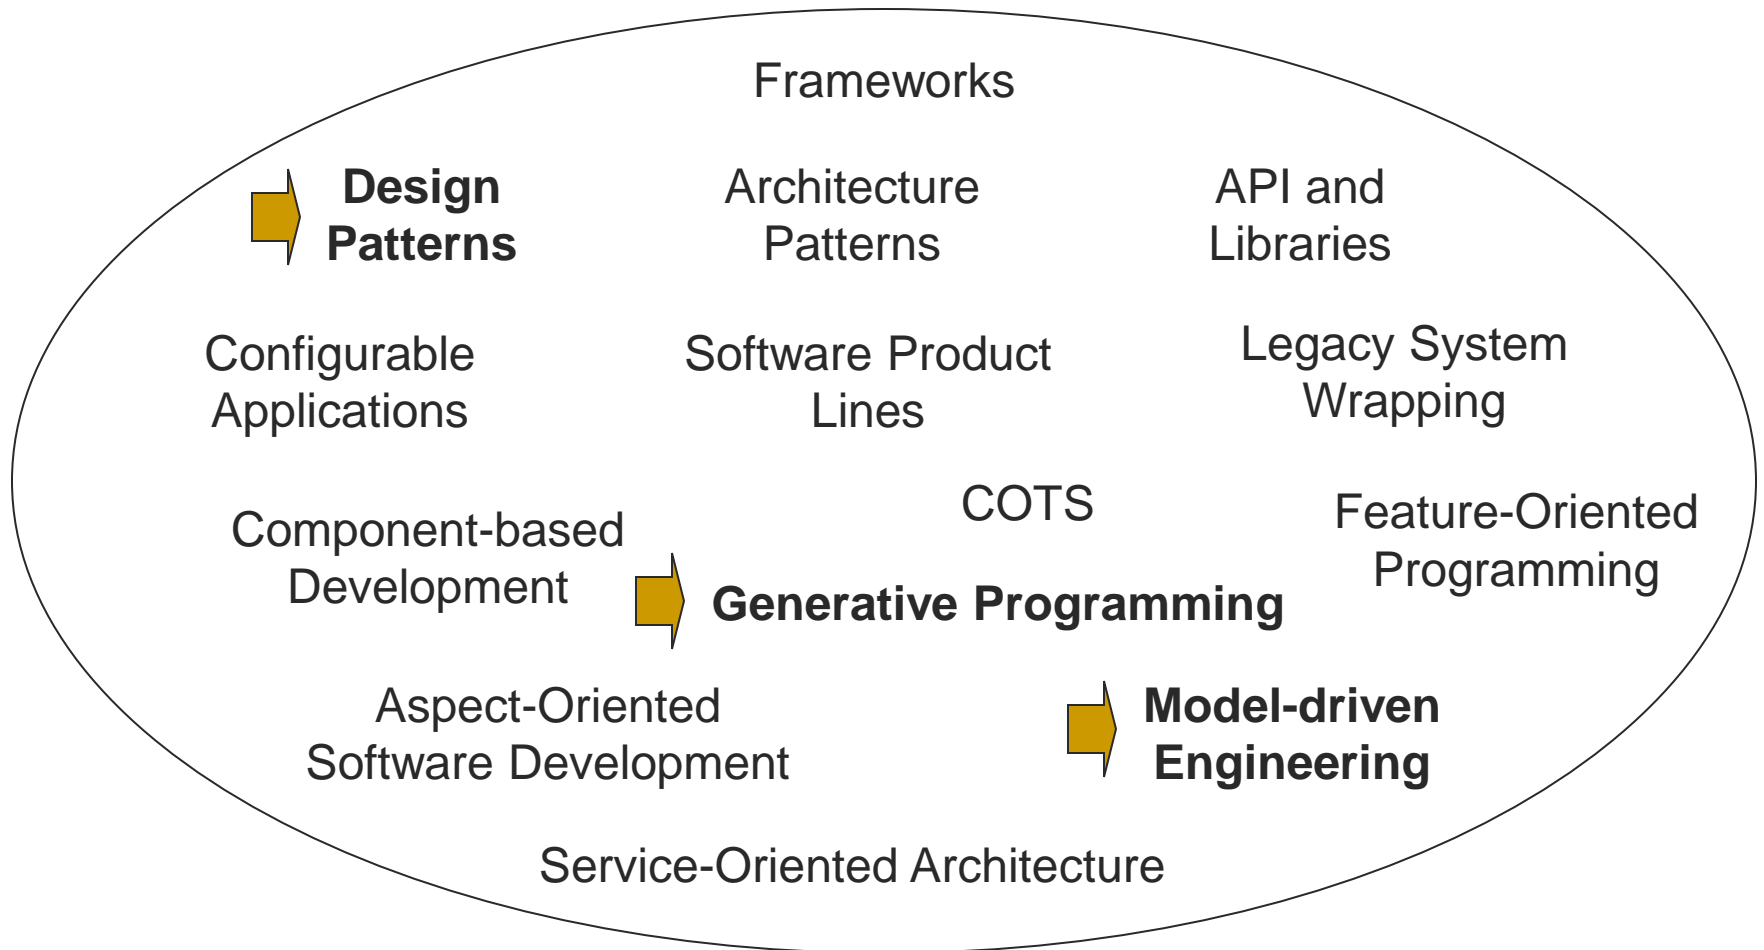 Frameworks
Design
Patterns
Architecture
Patterns
API and
Libraries
Configurable
Applications
Software Product
Lines
Legacy System
Wrapping
Component-based
Development
COTS
Feature-Oriented
Programming
Generative Programming
Aspect-Oriented
Software Development
Model-driven
Engineering
Service-Oriented Architecture